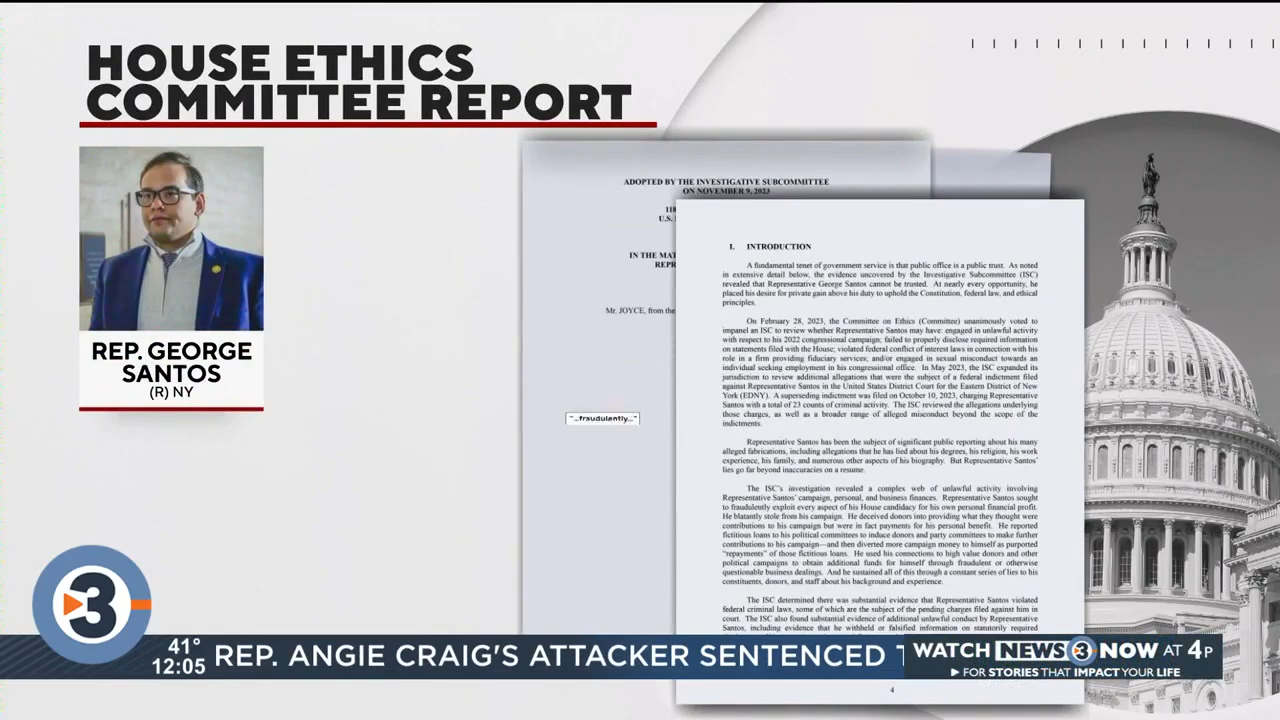 HOUSE ETHICS
COMMITTEE REPORT
REP. GEORGE
SANTOS
(R) NY
ADOPTED BY THE INVESTIGATIVE SUBCOMMITTEE
ON NOVEMBER 9, 2023
118
U.S.
IN THE MAT
REPR
Mr. JOYCE, from the
"...fraudulently..."
I. INTRODUCTION
A fundamental tenet of government service is that public office is a public trust. As noted
in extensive detail below, the evidence uncovered by the Investigative Subcommittee (ISC)
revealed that Representative George Santos cannot be trusted. At nearly every opportunity, he
placed his desire for private gain above his duty to uphold the Constitution, federal law, and ethical
principles.
On February 28, 2023, the Committee on Ethics (Committee) unanimously voted to
impanel an ISC to review whether Representative Santos may have: engaged in unlawful activity
with respect to his 2022 congressional campaign; failed to properly disclose required information
on statements filed with the House; violated federal conflict of interest laws in connection with his
role in a firm providing fiduciary services; and/or engaged in sexual misconduct towards an
individual seeking employment in his congressional office. In May 2023, the ISC expanded its
jurisdiction to review additional allegations that were the subject of a federal indictment filed
against Representative Santos in the United States District Court for the Eastern District of New
York (EDNY). A superseding indictment was filed on October 10, 2023, charging Representative
Santos with a total of 23 counts of criminal activity. The ISC reviewed the allegations underlying
those charges, as well as a broader range of alleged misconduct beyond the scope of the
indictments.
Representative Santos has been the subject of significant public reporting about his many
alleged fabrications, including allegations that he has lied about his degrees, his religion, his work
experience, his family, and numerous other aspects of his biography. But Representative Santos'
lies go far beyond inaccuracies on a resume.
The ISC's investigation revealed a complex web of unlawful activity involving
Representative Santos' campaign, personal, and business finances. Representative Santos sought
to fraudulently exploit every aspect of his House candidacy for his own personal financial profit.
He blatantly stole from his campaign. He deceived donors into providing what they thought were
contributions to his campaign but were in fact payments for his personal benefit. He reported
fictitious loans to his political committees to induce donors and party committees to make further
contributions to his campaign—and then diverted more campaign money to himself as purported
"repayments" of those fictitious loans. He used his connections to high value donors and other
political campaigns to obtain additional funds for himself through fraudulent or otherwise
questionable business dealings. And he sustained all of this through a constant series of lies to his
constituents, donors, and staff about his background and experience.
The ISC determined there was substantial evidence that Representative Santos violated
federal criminal laws, some of which are the subject of the pending charges filed against him in
court. The ISC also found substantial evidence of additional unlawful conduct by Representative
Santos, including evidence that he withheld or falsified information on statutorily required
3
41°
12:05
REP. ANGIE CRAIG'S ATTACKER SENTENCED T
WATCH NEWS 3 NOW AT 4P
FOR STORIES THAT IMPACT YOUR LIFE
4